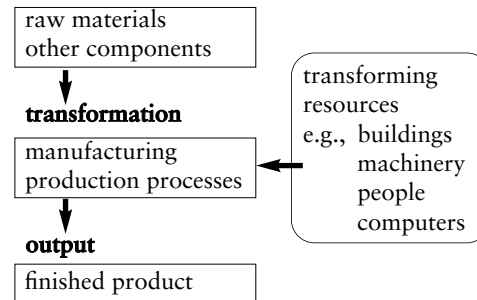 raw materials
other components
transformation
manufacturing
production processes
output
finished product
transforming
resources
e.g., buildings
machinery
people
computers